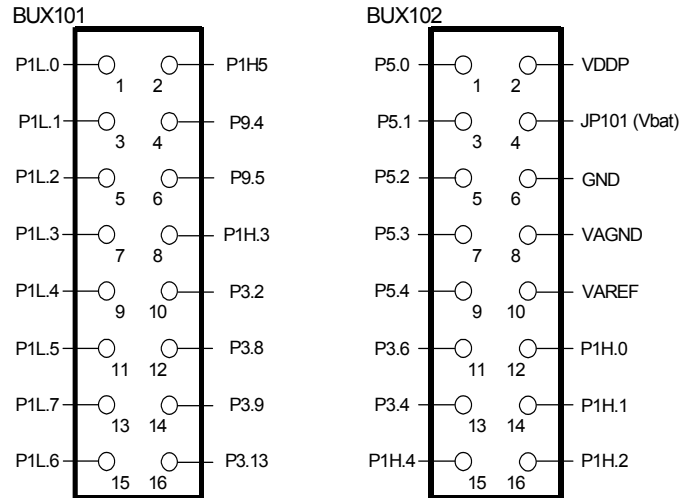 BUX101 BUX102
P1L.0 1 2 P1H5 P5.0 1 2 VDDP
P1L.1 3 4 P9.4 P5.1 3 4 JP101 (Vbat)
P1L.2 5 6 P9.5 P5.2 5 6 GND
P1L.3 7 8 P1H.3 P5.3 7 8 VAGND
P1L.4 9 10 P3.2 P5.4 9 10 VAREF
P1L.5 11 12 P3.8 P3.6 11 12 P1H.0
P1L.7 13 14 P3.9 P3.4 13 14 P1H.1
P1L.6 15 16 P3.13 P1H.4 15 16 P1H.2